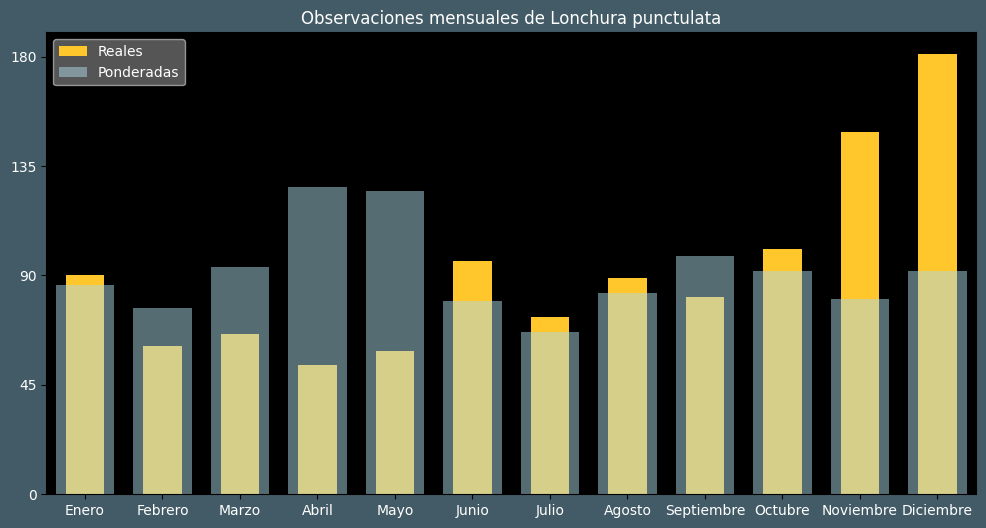 Observaciones mensuales de Lonchura punctulata
Reales
Ponderadas
180
135
90
45
0
Enero Febrero Marzo Abril Mayo Junio Julio Agosto Septiembre Octubre Noviembre Diciembre